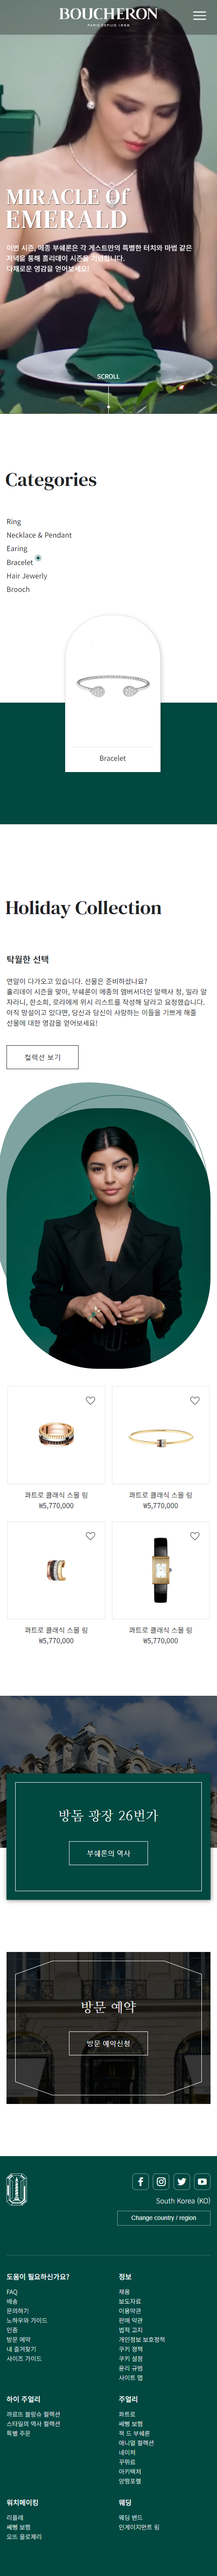 BOUCHERON
PARIS DEPUIS 1858
MIRACLE Of
EMERALD
이번 시즌, 메종 부쉐론은 각 게스트만의 특별한 터치와 마법 같은
저녁을 통해 홀리데이 시즌을 기념합니다.
다채로운 영감을 얻어보세요!
SCROLL
Categories
Ring
Necklace & Pendant
Earing
Bracelet
Hair Jewerly
Brooch
Bracelet
Holiday Collection
탁월한 선택
연말이 다가오고 있습니다. 선물은 준비하셨나요?
홀리데이 시즌을 맞아, 부쉐론이 메종의 앰버서더인 알렉사 청, 밀라 알
자라니, 한소희, 로라에게 위시 리스트를 작성해 달라고 요청했습니다.
아직 망설이고 있다면, 당신과 당신이 사랑하는 이들을 기쁘게 해줄
선물에 대한 영감을 얻어보세요!
컬렉션 보기
콰트로 클래식 스몰 링
₩5,770,000
콰트로 클래식 스몰 링
₩5,770,000
콰트로 클래식 스몰 링
₩5,770,000
콰트로 클래식 스몰 링
₩5,770,000
방돔 광장 26번가
부쉐론의 역사
방문 예약
방문 예약신청
South Korea (KO)
Change country / region
도움이 필요하신가요?
FAQ
배송
문의하기
노하우와 가이드
인증
방문 예약
내 즐겨찾기
사이즈 가이드
정보
채용
보도자료
이용약관
판매 약관
법적 고지
개인정보 보호정책
쿠키 정책
쿠키 설정
윤리 규범
사이트 맵
하이 주얼리
까르뜨 블랑슈 컬렉션
스타일의 역사 컬렉션
특별 주문
주얼리
콰트로
쎄뻥 보헴
잭 드 부쉐론
애니멀 컬렉션
네이처
꾸뛰르
아키텍처
앙텀포렐
워치메이킹
리플레
쎄뻥 보헴
오뜨 올로제리
웨딩
웨딩 밴드
인게이지먼트 링